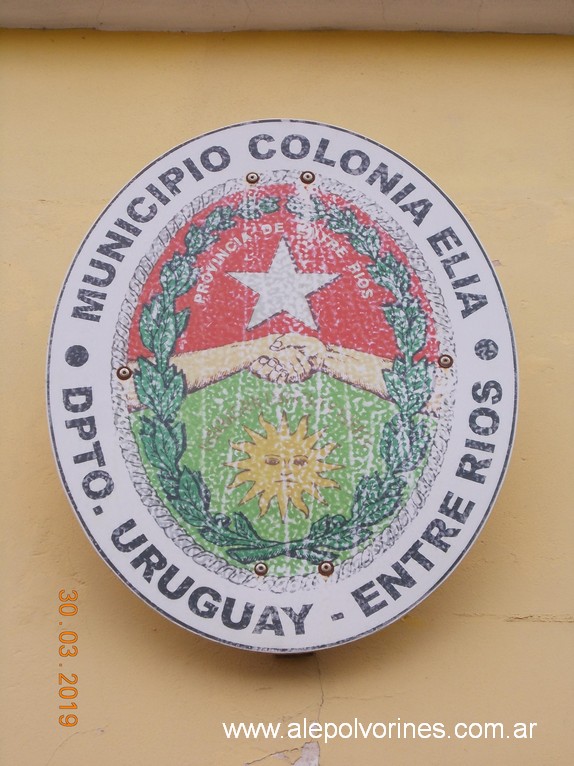 MUNICIPIO COLONIA ELIA
PROVINCIA DE ENTRE RIOS
• DPTO. URUGUAY - ENTRE RIOS •
30.03.2019
www.alepolvorines.com.ar